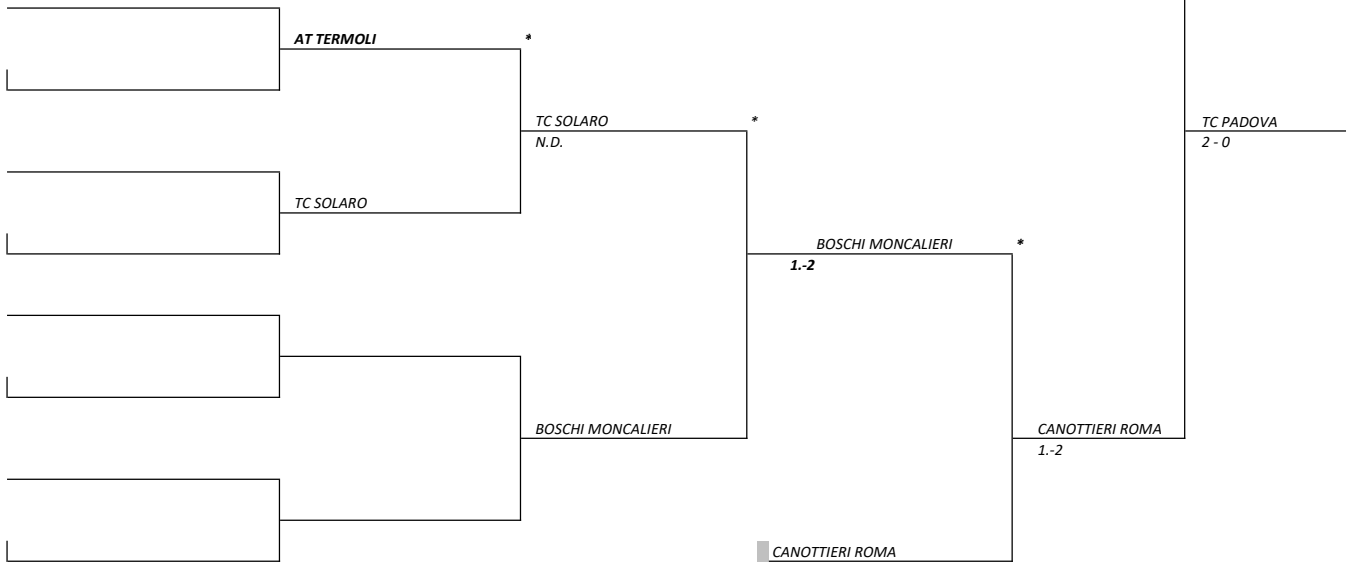 AT TERMOLI *
TC SOLARO *
N.D.
TC PADOVA
2 - 0
TC SOLARO
BOSCHI MONCALIERI *
1.-2
BOSCHI MONCALIERI
CANOTTIERI ROMA
1.-2
CANOTTIERI ROMA